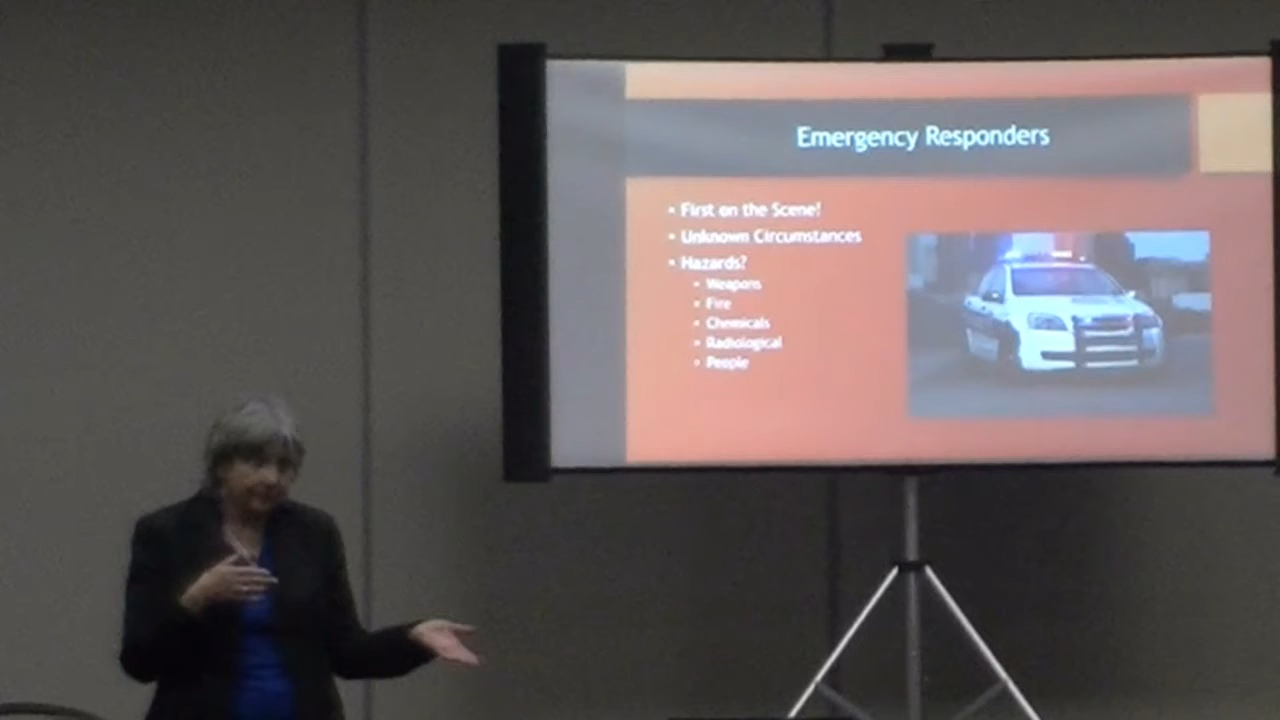 Emergency Responders
• First on the Scene!
• Unknown Circumstances
• Hazards?
• Weapons
• Fire
• Chemicals
• Radiological
• People